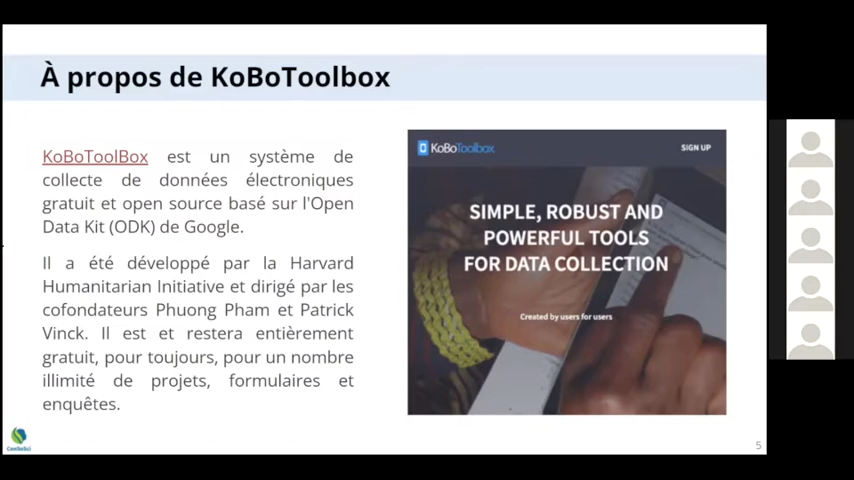 À propos de KoBoToolbox
KoBoToolBox est un système de
collecte de données électroniques
gratuit et open source basé sur l'Open
Data Kit (ODK) de Google.
Il a été développé par la Harvard
Humanitarian Initiative et dirigé par les
cofondateurs Phuong Pham et Patrick
Vinck. Il est et restera entièrement
gratuit, pour toujours, pour un nombre
illimité de projets, formulaires et
enquêtes.
KoBoToolbox
SIGN UP
SIMPLE, ROBUST AND
POWERFUL TOOLS
FOR DATA COLLECTION
Created by users for users
5